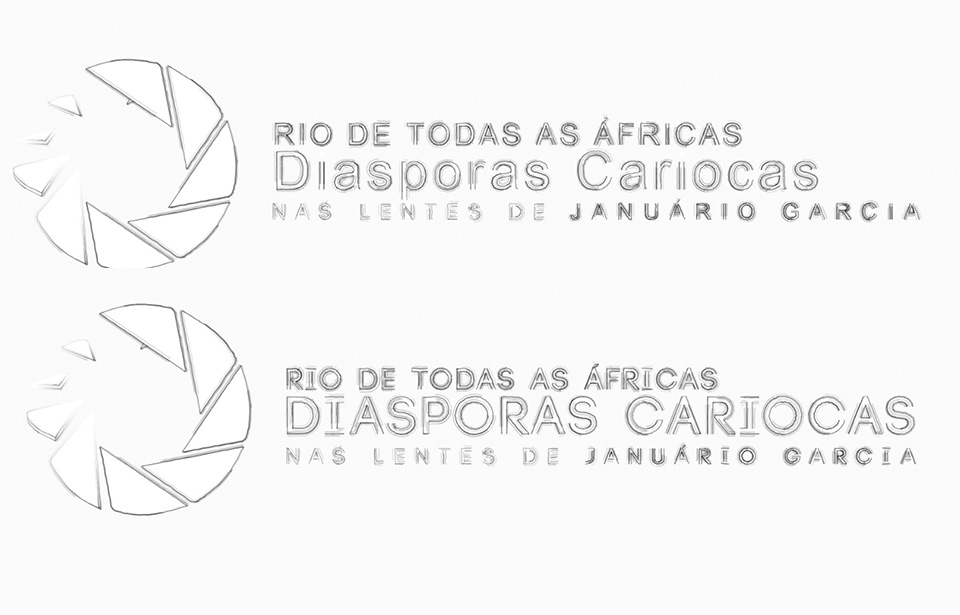 RIO DE TODAS AS ÁFRICAS
Diasporas Cariocas
NAS LENTES DE JANUÁRIO GARCIA
RIO DE TODAS AS ÁFRICAS
DIASPORAS CARIOCAS
NAS LENTES DE JANUÁRIO GARCIA